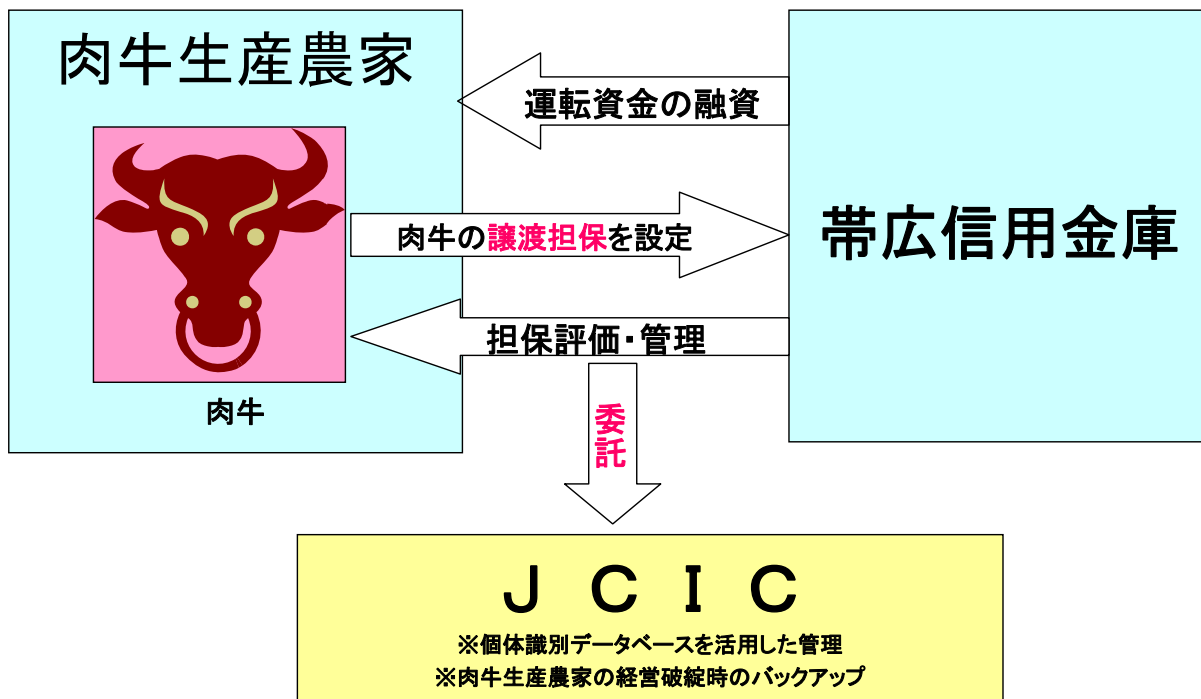 肉牛生産農家
運転資金の融資
肉牛の譲渡担保を設定
帯広信用金庫
担保評価・管理
肉牛
委託
ＪＣＩＣ
※個体識別データベースを活用した管理
※肉牛生産農家の経営破綻時のバックアップ